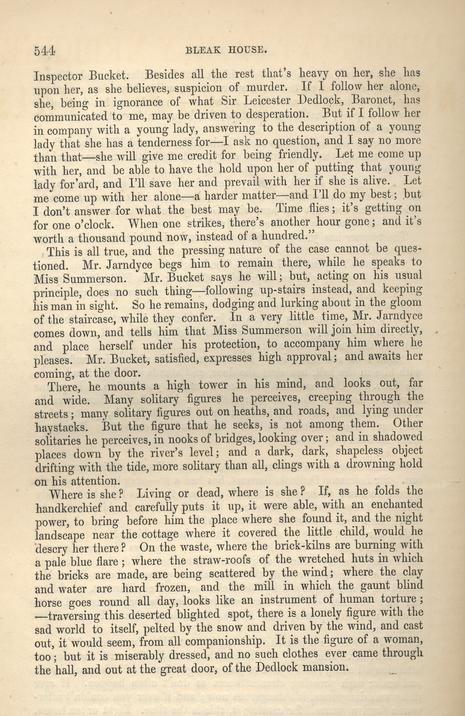 544 BLEAK HOUSE.
Inspector Bucket. Besides all the rest that's heavy on her, she has
upon her, as she believes, suspicion of murder. If I follow her alone,
she, being in ignorance of what Sir Leicester Dedlock, Baronet, has
communicated to me, may be driven to desperation. But if I follow her
in company with a young lady, answering to the description of a young
lady that she has a tenderness for—I ask no question, and I say no more
than that—she will give me credit for being friendly. Let me come up
with her, and be able to have the hold upon her of putting that young
lady for'ard, and I'll save her and prevail with her if she is alive. Let
me come up with her alone—a harder matter—and I'll do my best; but
I don't answer for what the best may be. Time flies; it's getting on
for one o'clock. When one strikes, there's another hour gone; and it's
worth a thousand pound now, instead of a hundred."
This is all true, and the pressing nature of the case cannot be ques-
tioned. Mr. Jarndyce begs him to remain there, while he speaks to
Miss Summerson. Mr. Bucket says he will; but, acting on his usual
principle, does no such thing—following up-stairs instead, and keeping
his man in sight. So he remains, dodging and lurking about in the gloom
of the staircase, while they confer. In a very little time, Mr. Jarndyce
comes down, and tells him that Miss Summerson will join him directly,
and place herself under his protection, to accompany him where he
pleases. Mr. Bucket, satisfied, expresses high approval; and awaits her
coming, at the door.
There, he mounts a high tower in his mind, and looks out, far
and wide. Many solitary figures he perceives, creeping through the
streets; many solitary figures out on heaths, and roads, and lying under
haystacks. But the figure that he seeks, is not among them. Other
solitaries he perceives, in nooks of bridges, looking over; and in shadowed
places down by the river's level; and a dark, dark, shapeless object
drifting with the tide, more solitary than all, clings with a drowning hold
on his attention.
Where is she? Living or dead, where is she? If, as he folds the
handkerchief and carefully puts it up, it were able, with an enchanted
power, to bring before him the place where she found it, and the night
landscape near the cottage where it covered the little child, would he
descry her there? On the waste, where the brick-kilns are burning with
a pale blue flare; where the straw-roofs of the wretched huts in which
the bricks are made, are being scattered by the wind; where the clay
and water are hard frozen, and the mill in which the gaunt blind
horse goes round all day, looks like an instrument of human torture;
—traversing this deserted blighted spot, there is a lonely figure with the
sad world to itself, pelted by the snow and driven by the wind, and cast
out, it would seem, from all companionship. It is the figure of a woman,
too; but it is miserably dressed, and no such clothes ever came through
the hall, and out at the great door, of the Dedlock mansion.